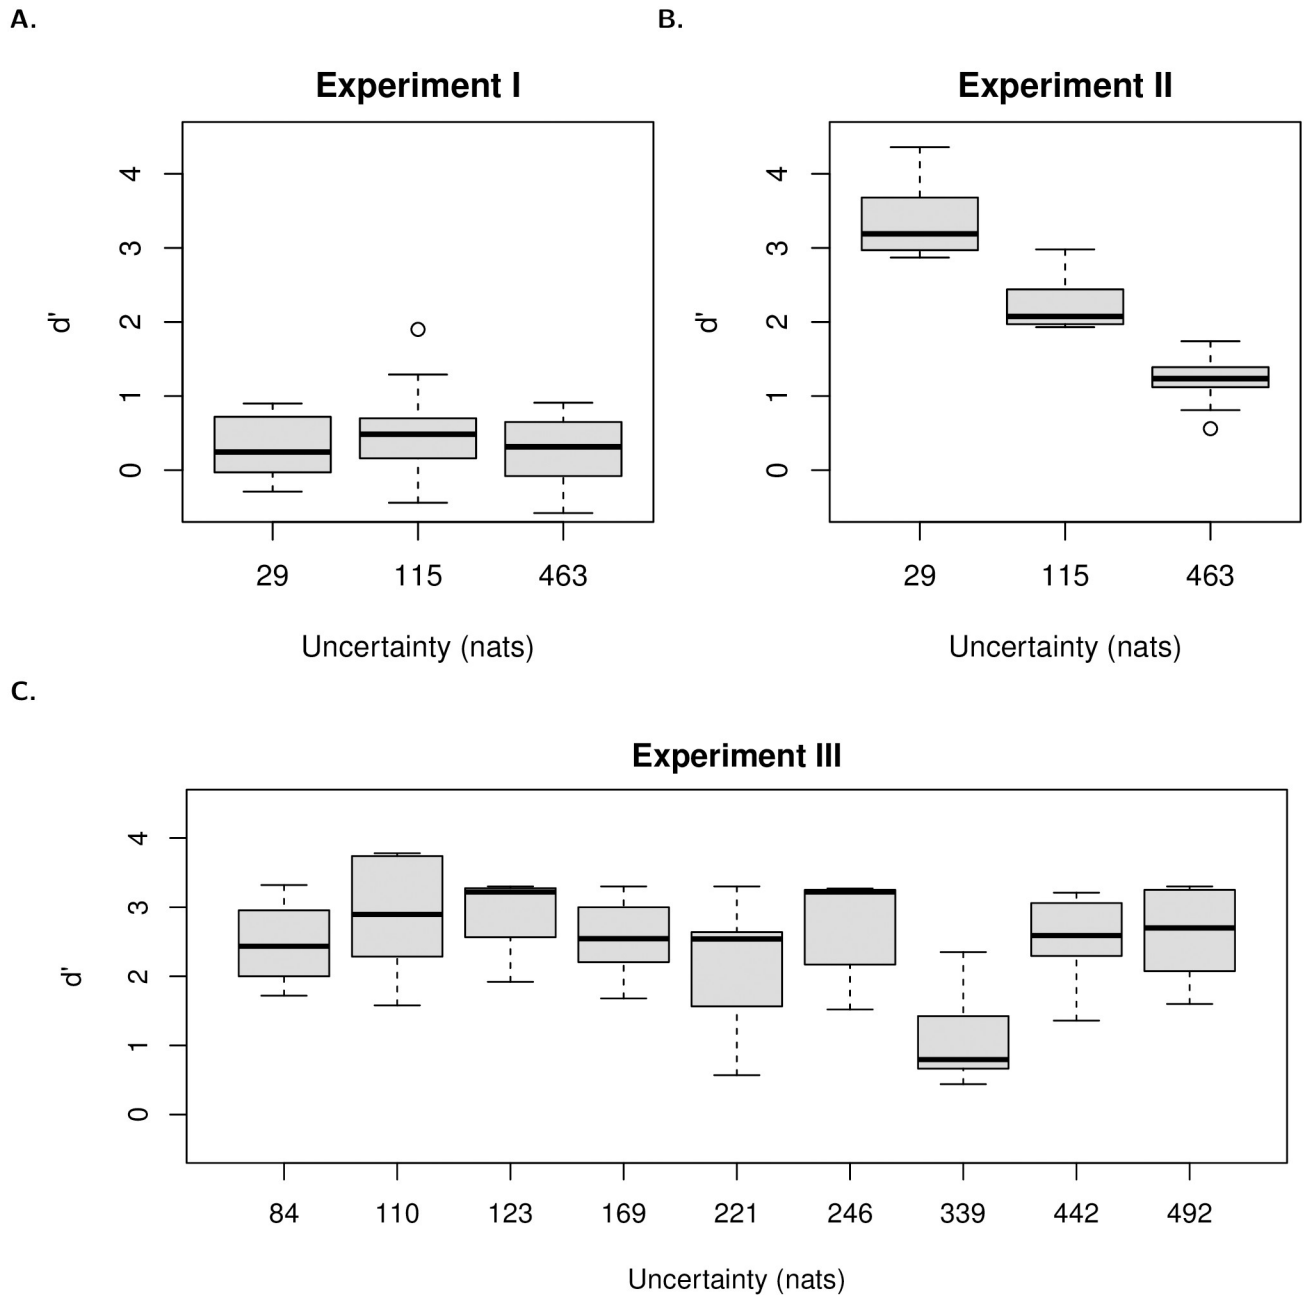 A.
Experiment I
4
3
2
1
0
d'
29 115 463
Uncertainty (nats)
B.
Experiment II
4
3
2
1
0
d'
29 115 463
Uncertainty (nats)
C.
Experiment III
4
3
2
1
0
d'
84 110 123 169 221 246 339 442 492
Uncertainty (nats)